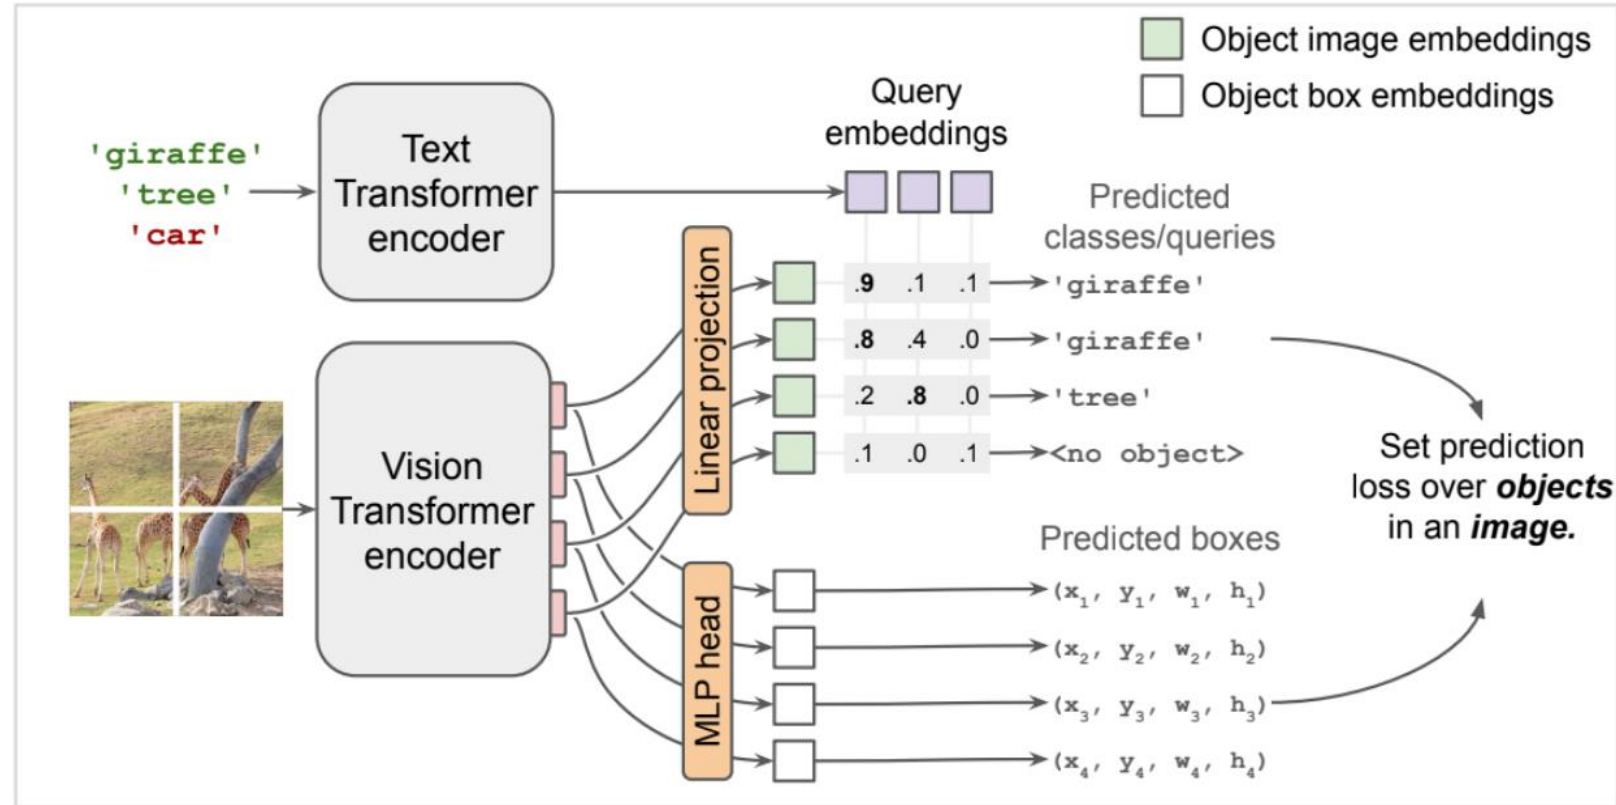 Object image embeddings
Object box embeddings
Query
embeddings
'giraffe'
'tree'
'car'
Text
Transformer
encoder
Predicted
classes/queries
Linear projection
.9 .1 .1 'giraffe'
.8 .4 .0 'giraffe'
.2 .8 .0 'tree'
.1 .0 .1 <no object>
Vision
Transformer
encoder
Set prediction
loss over objects
in an image.
Predicted boxes
MLP head
(x₁, y₁, w₁, h₁)
(x₂, y₂, w₂, h₂)
(x₃, y₃, w₃, h₃)
(x₄, y₄, w₄, h₄)